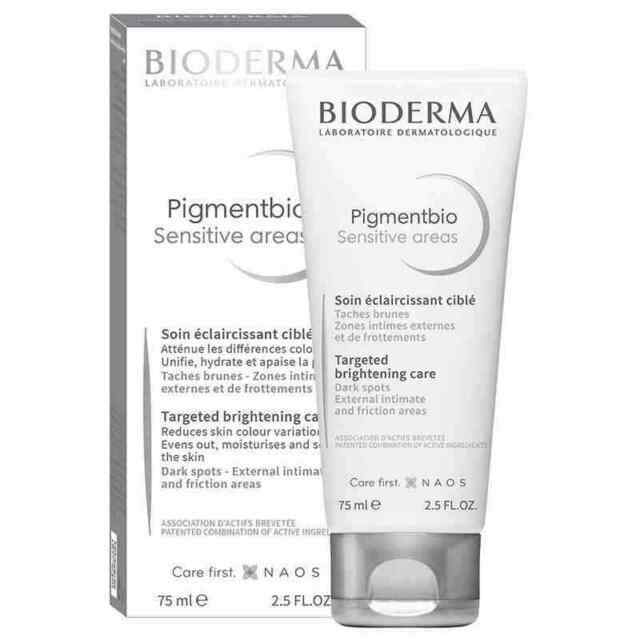 BIODERMA
LABORATOIRE DERMATOLOGIQUE
Pigmentbio
Sensitive areas
Soin éclaircissant ciblé
Atténue les différences colo
Unifie, hydrate et apaise la
Taches brunes - Zones intim
externes et de frottements
Targeted brightening ca
Reduces skin colour variation
Evens out, moisturises and so
the skin
Dark spots - External intimat
and friction areas
ASSOCIATION D'ACTIFS BREVETÉE
PATENTED COMBINATION OF ACTIVE INGRE
Care first. NAOS
75 ml e 2.5 FL.OZ
BIODERMA
LABORATOIRE DERMATOLOGIQUE
Pigmentbio
Sensitive areas
Soin éclaircissant ciblé
Taches brunes
Zones intimes externes
et de frottements
Targeted
brightening care
Dark spots
External intimate
and friction areas
ASSOCIATION D'ACTIFS BREVETÉE
PATENTED COMBINATION OF ACTIVE INGREDIENTS
Care first. NAOS
75 ml e 2.5 FL.OZ.